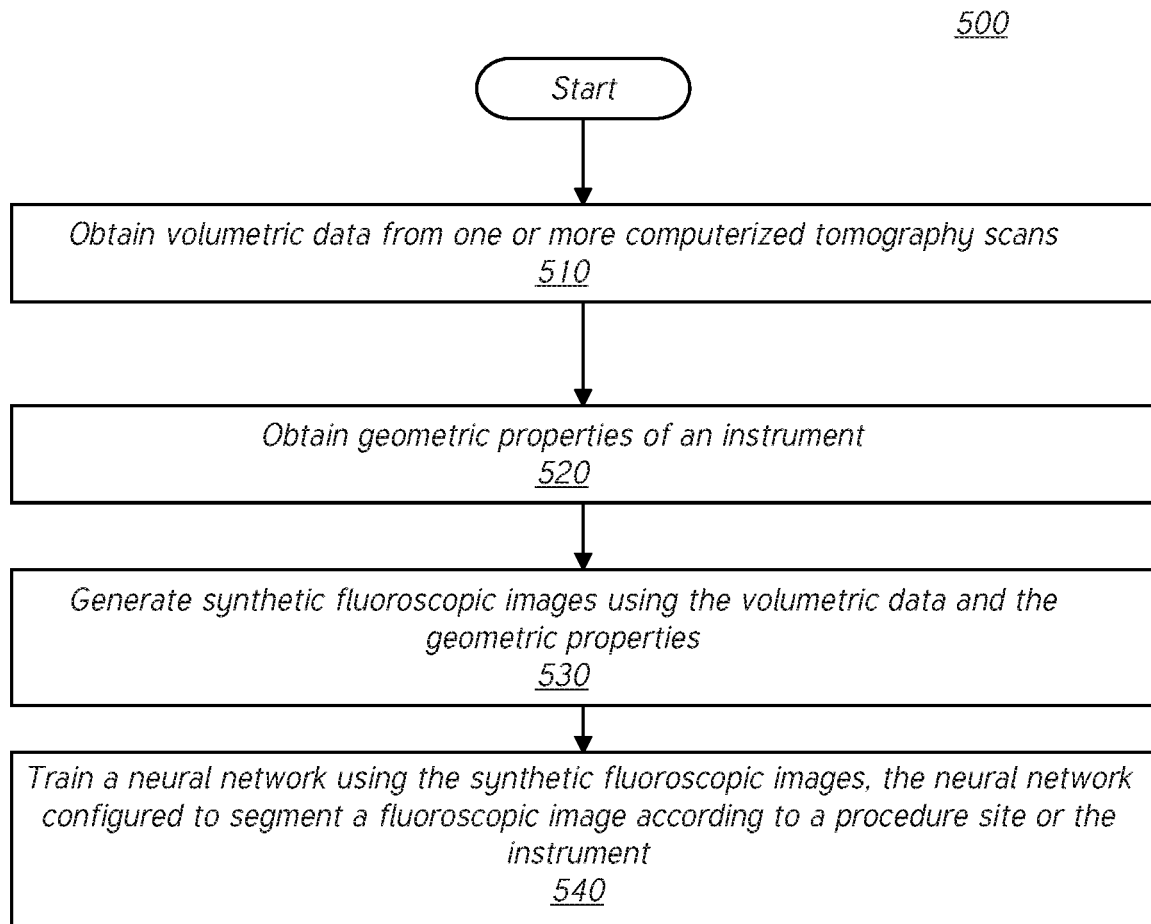 500
Start
Obtain volumetric data from one or more computerized tomography scans
510
Obtain geometric properties of an instrument
520
Generate synthetic fluoroscopic images using the volumetric data and the
geometric properties
530
Train a neural network using the synthetic fluoroscopic images, the neural network
configured to segment a fluoroscopic image according to a procedure site or the
instrument
540